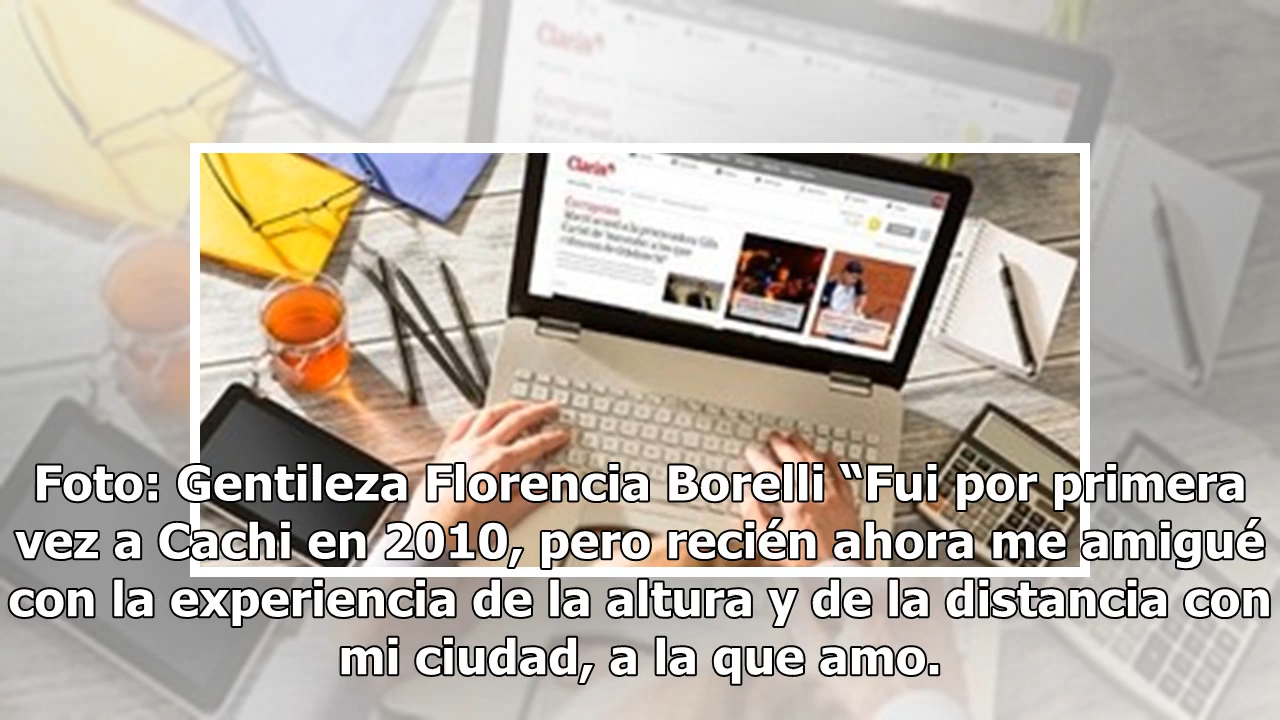 Clarín
Foto: Gentileza Florencia Borelli “Fui por primera
vez a Cachi en 2010, pero recién ahora me amigué
con la experiencia de la altura y de la distancia con
mi ciudad, a la que amo.